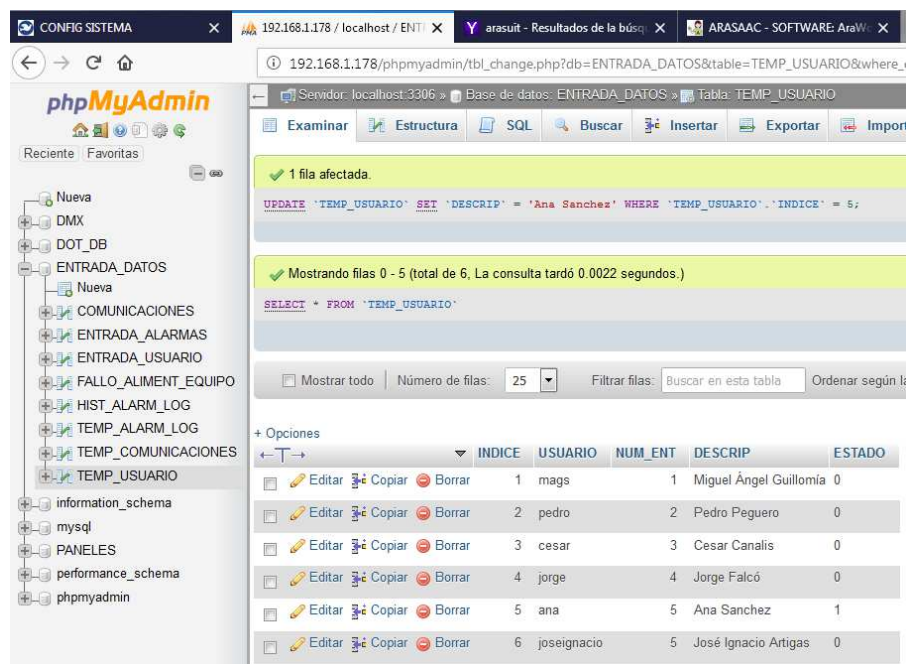 CONFIG SISTEMA
192.168.1.178 / localhost / ENT
arasuit - Resultados de la búsq
ARASAAC - SOFTWARE: AraW
192.168.1.178/phpmyadmin/tbl_change.php?db=ENTRADA_DATOS&table=TEMP_USUARIO&where_
phpMyAdmin
Reciente Favoritas
Nueva
DMX
DOT_DB
ENTRADA_DATOS
Nueva
COMUNICACIONES
ENTRADA_ALARMAS
ENTRADA_USUARIO
FALLO_ALIMENT_EQUIPO
HIST_ALARM_LOG
TEMP_ALARM_LOG
TEMP_COMUNICACIONES
TEMP_USUARIO
information_schema
mysql
PANELES
performance_schema
phpmyadmin
Servidor: localhost:3306 » Base de datos: ENTRADA_DATOS » Tabla: TEMP_USUARIO
Examinar Estructura SQL Buscar Insertar Exportar Import
1 fila afectada.
UPDATE `TEMP_USUARIO` SET `DESCRIP` = 'Ana Sanchez' WHERE `TEMP_USUARIO`.`INDICE` = 5;
Mostrando filas 0 - 5 (total de 6, La consulta tardó 0.0022 segundos.)
SELECT * FROM `TEMP_USUARIO`
Mostrar todo | Número de filas: 25 Filtrar filas: Buscar en esta tabla Ordenar según la
+ Opciones
←T→ INDICE USUARIO NUM_ENT DESCRIP ESTADO
Editar Copiar Borrar 1 mags 1 Miguel Ángel Guillomía 0
Editar Copiar Borrar 2 pedro 2 Pedro Peguero 0
Editar Copiar Borrar 3 cesar 3 Cesar Canalis 0
Editar Copiar Borrar 4 jorge 4 Jorge Falcó 0
Editar Copiar Borrar 5 ana 5 Ana Sanchez 1
Editar Copiar Borrar 6 joseignacio 5 José Ignacio Artigas 0